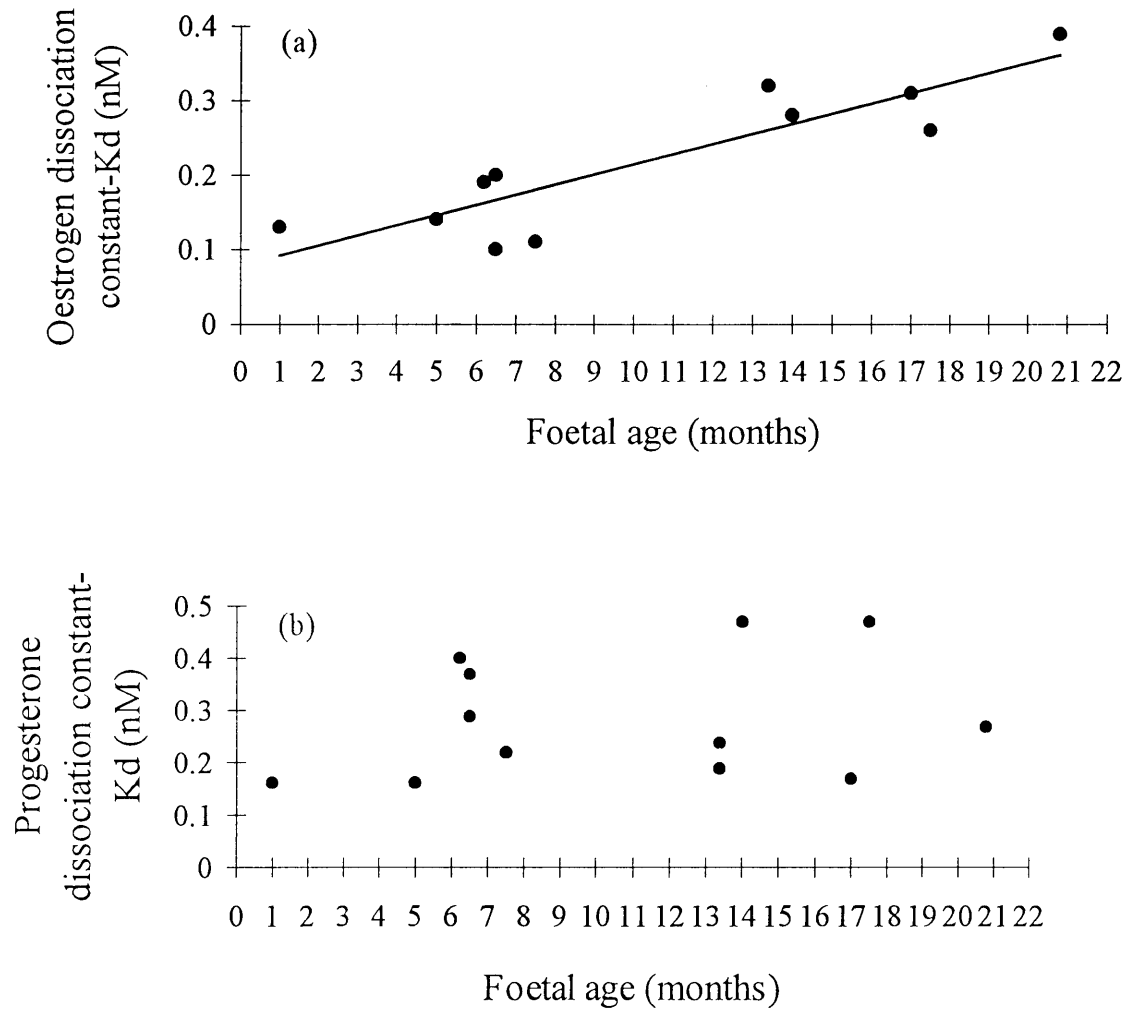 (a)
Oestrogen dissociation
constant-Kd (nM)
0.4
0.3
0.2
0.1
0
0 1 2 3 4 5 6 7 8 9 10 11 12 13 14 15 16 17 18 19 20 21 22
Foetal age (months)
(b)
Progesterone
dissociation constant-
Kd (nM)
0.5
0.4
0.3
0.2
0.1
0
0 1 2 3 4 5 6 7 8 9 10 11 12 13 14 15 16 17 18 19 20 21 22
Foetal age (months)